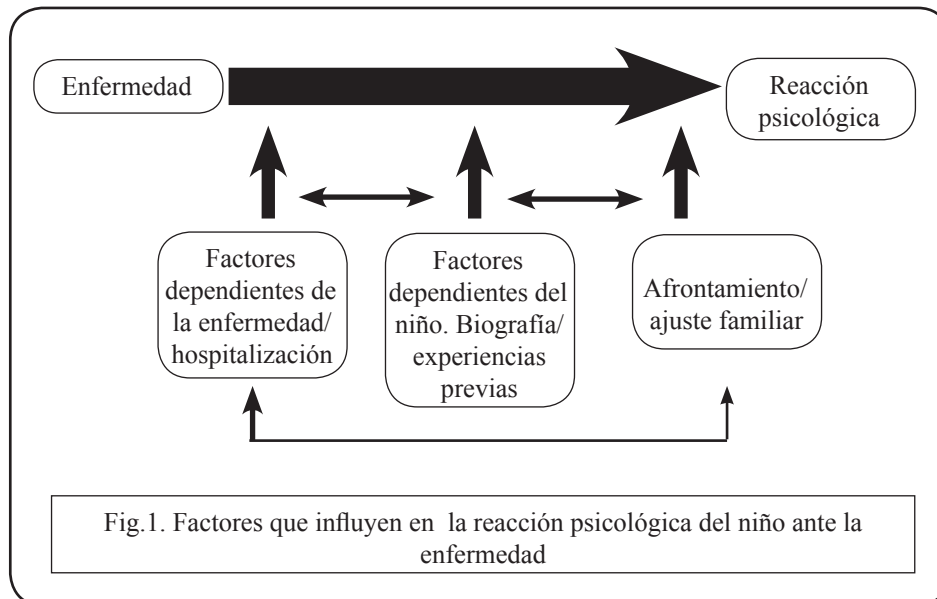 Enfermedad
Reacción
psicológica
Factores
dependientes de
la enfermedad/
hospitalización
Factores
dependientes del
niño. Biografía/
experiencias
previas
Afrontamiento/
ajuste familiar
Fig.1. Factores que influyen en la reacción psicológica del niño ante la
enfermedad